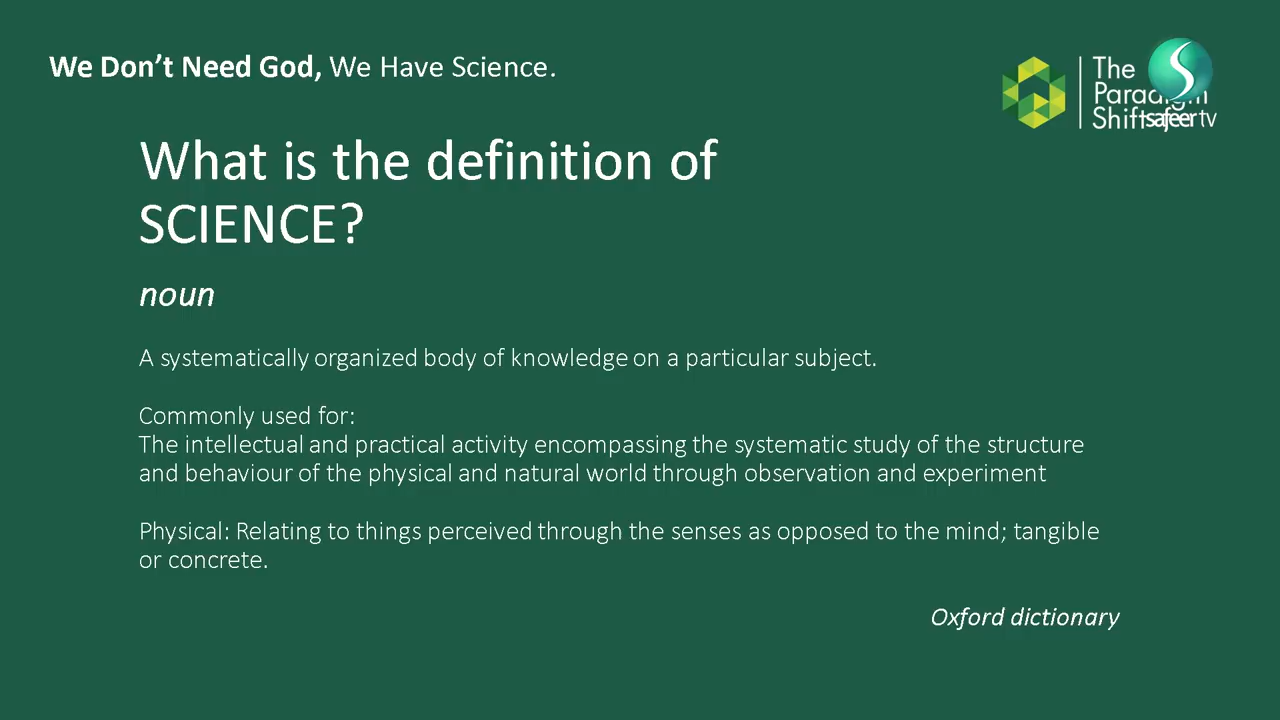 We Don't Need God, We Have Science.
The
Paradigm
Shift
safeer tv
What is the definition of
SCIENCE?
noun
A systematically organized body of knowledge on a particular subject.
Commonly used for:
The intellectual and practical activity encompassing the systematic study of the structure
and behaviour of the physical and natural world through observation and experiment
Physical: Relating to things perceived through the senses as opposed to the mind; tangible
or concrete.
Oxford dictionary